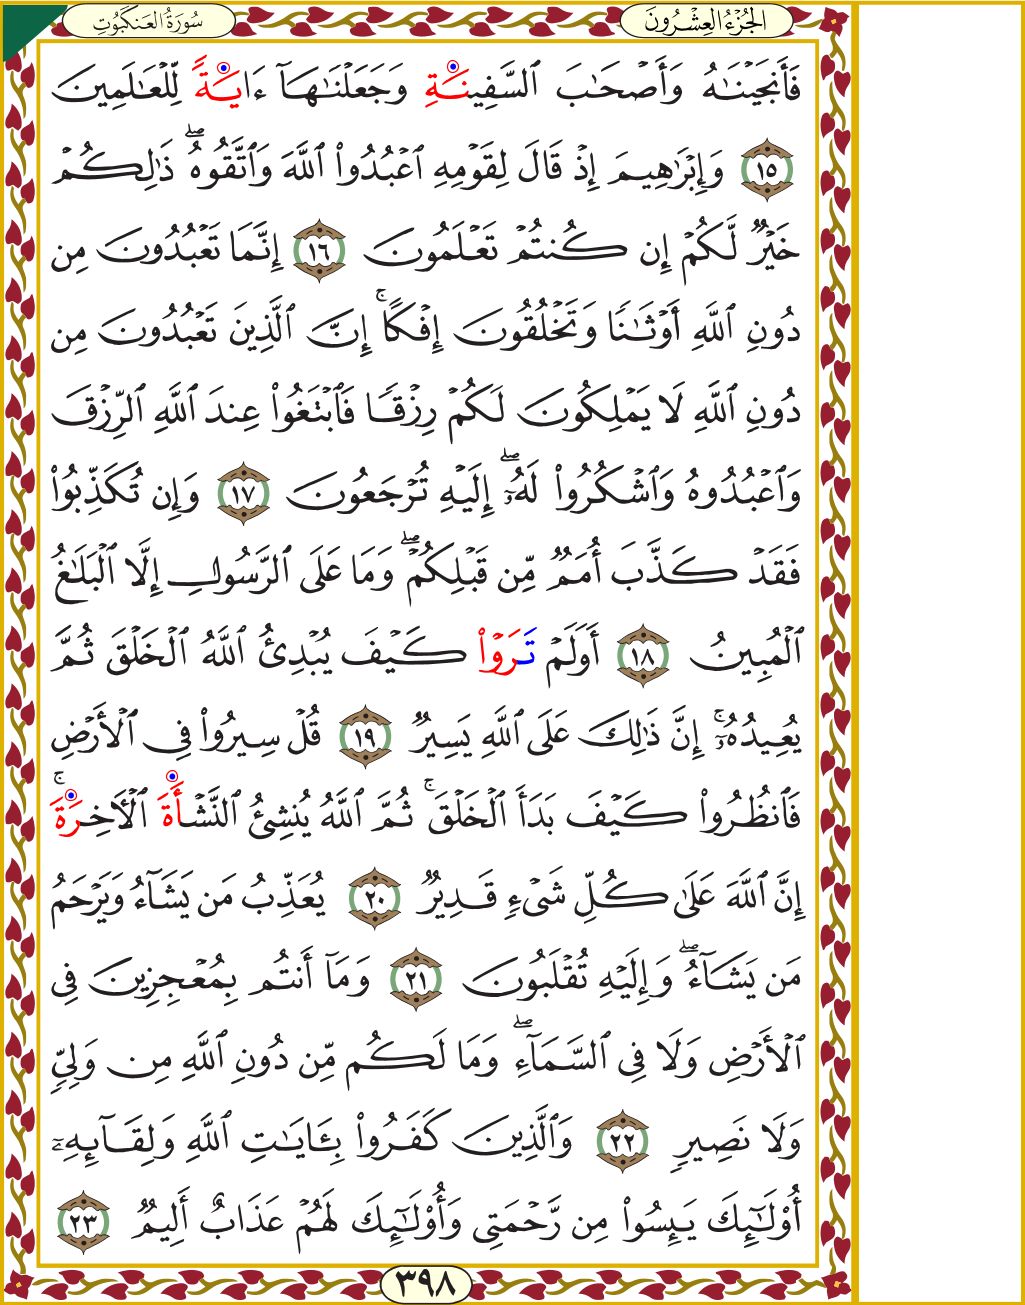 الجُزْءُ العِشْرُونَ
سُورَةُ العَنكَبُوتِ
فَأَنجَيْنَـٰهُ وَأَصْحَـٰبَ ٱلسَّفِينَةِ وَجَعَلْنَـٰهَآ ءَايَةً لِّلْعَـٰلَمِينَ
١٥ وَإِبْرَٰهِيمَ إِذْ قَالَ لِقَوْمِهِ ٱعْبُدُوا۟ ٱللَّهَ وَٱتَّقُوهُ ۖ ذَٰلِكُمْ
خَيْرٌ لَّكُمْ إِن كُنتُمْ تَعْلَمُونَ ١٦ إِنَّمَا تَعْبُدُونَ مِن
دُونِ ٱللَّهِ أَوْثَـٰنًا وَتَخْلُقُونَ إِفْكًا ۚ إِنَّ ٱلَّذِينَ تَعْبُدُونَ مِن
دُونِ ٱللَّهِ لَا يَمْلِكُونَ لَكُمْ رِزْقًا فَٱبْتَغُوا۟ عِندَ ٱللَّهِ ٱلرِّزْقَ
وَٱعْبُدُوهُ وَٱشْكُرُوا۟ لَهُۥٓ ۖ إِلَيْهِ تُرْجَعُونَ ١٧ وَإِن تُكَذِّبُوا۟
فَقَدْ كَذَّبَ أُمَمٌ مِّن قَبْلِكُمْ ۖ وَمَا عَلَى ٱلرَّسُولِ إِلَّا ٱلْبَلَـٰغُ
ٱلْمُبِينُ ١٨ أَوَلَمْ تَرَوْا۟ كَيْفَ يُبْدِئُ ٱللَّهُ ٱلْخَلْقَ ثُمَّ
يُعِيدُهُۥٓ ۚ إِنَّ ذَٰلِكَ عَلَى ٱللَّهِ يَسِيرٌ ١٩ قُلْ سِيرُوا۟ فِى ٱلْأَرْضِ
فَٱنظُرُوا۟ كَيْفَ بَدَأَ ٱلْخَلْقَ ۚ ثُمَّ ٱللَّهُ يُنشِئُ ٱلنَّشْأَةَ ٱلْـَٔاخِرَةَ ۚ
إِنَّ ٱللَّهَ عَلَىٰ كُلِّ شَىْءٍ قَدِيرٌ ٢٠ يُعَذِّبُ مَن يَشَآءُ وَيَرْحَمُ
مَن يَشَآءُ ۖ وَإِلَيْهِ تُقْلَبُونَ ٢١ وَمَآ أَنتُم بِمُعْجِزِينَ فِى
ٱلْأَرْضِ وَلَا فِى ٱلسَّمَآءِ ۖ وَمَا لَكُم مِّن دُونِ ٱللَّهِ مِن وَلِىٍّ
وَلَا نَصِيرٍ ٢٢ وَٱلَّذِينَ كَفَرُوا۟ بِـَٔايَـٰتِ ٱللَّهِ وَلِقَآئِهِۦٓ
أُو۟لَـٰٓئِكَ يَئِسُوا۟ مِن رَّحْمَتِى وَأُو۟لَـٰٓئِكَ لَهُمْ عَذَابٌ أَلِيمٌ ٢٣
٣٩٨